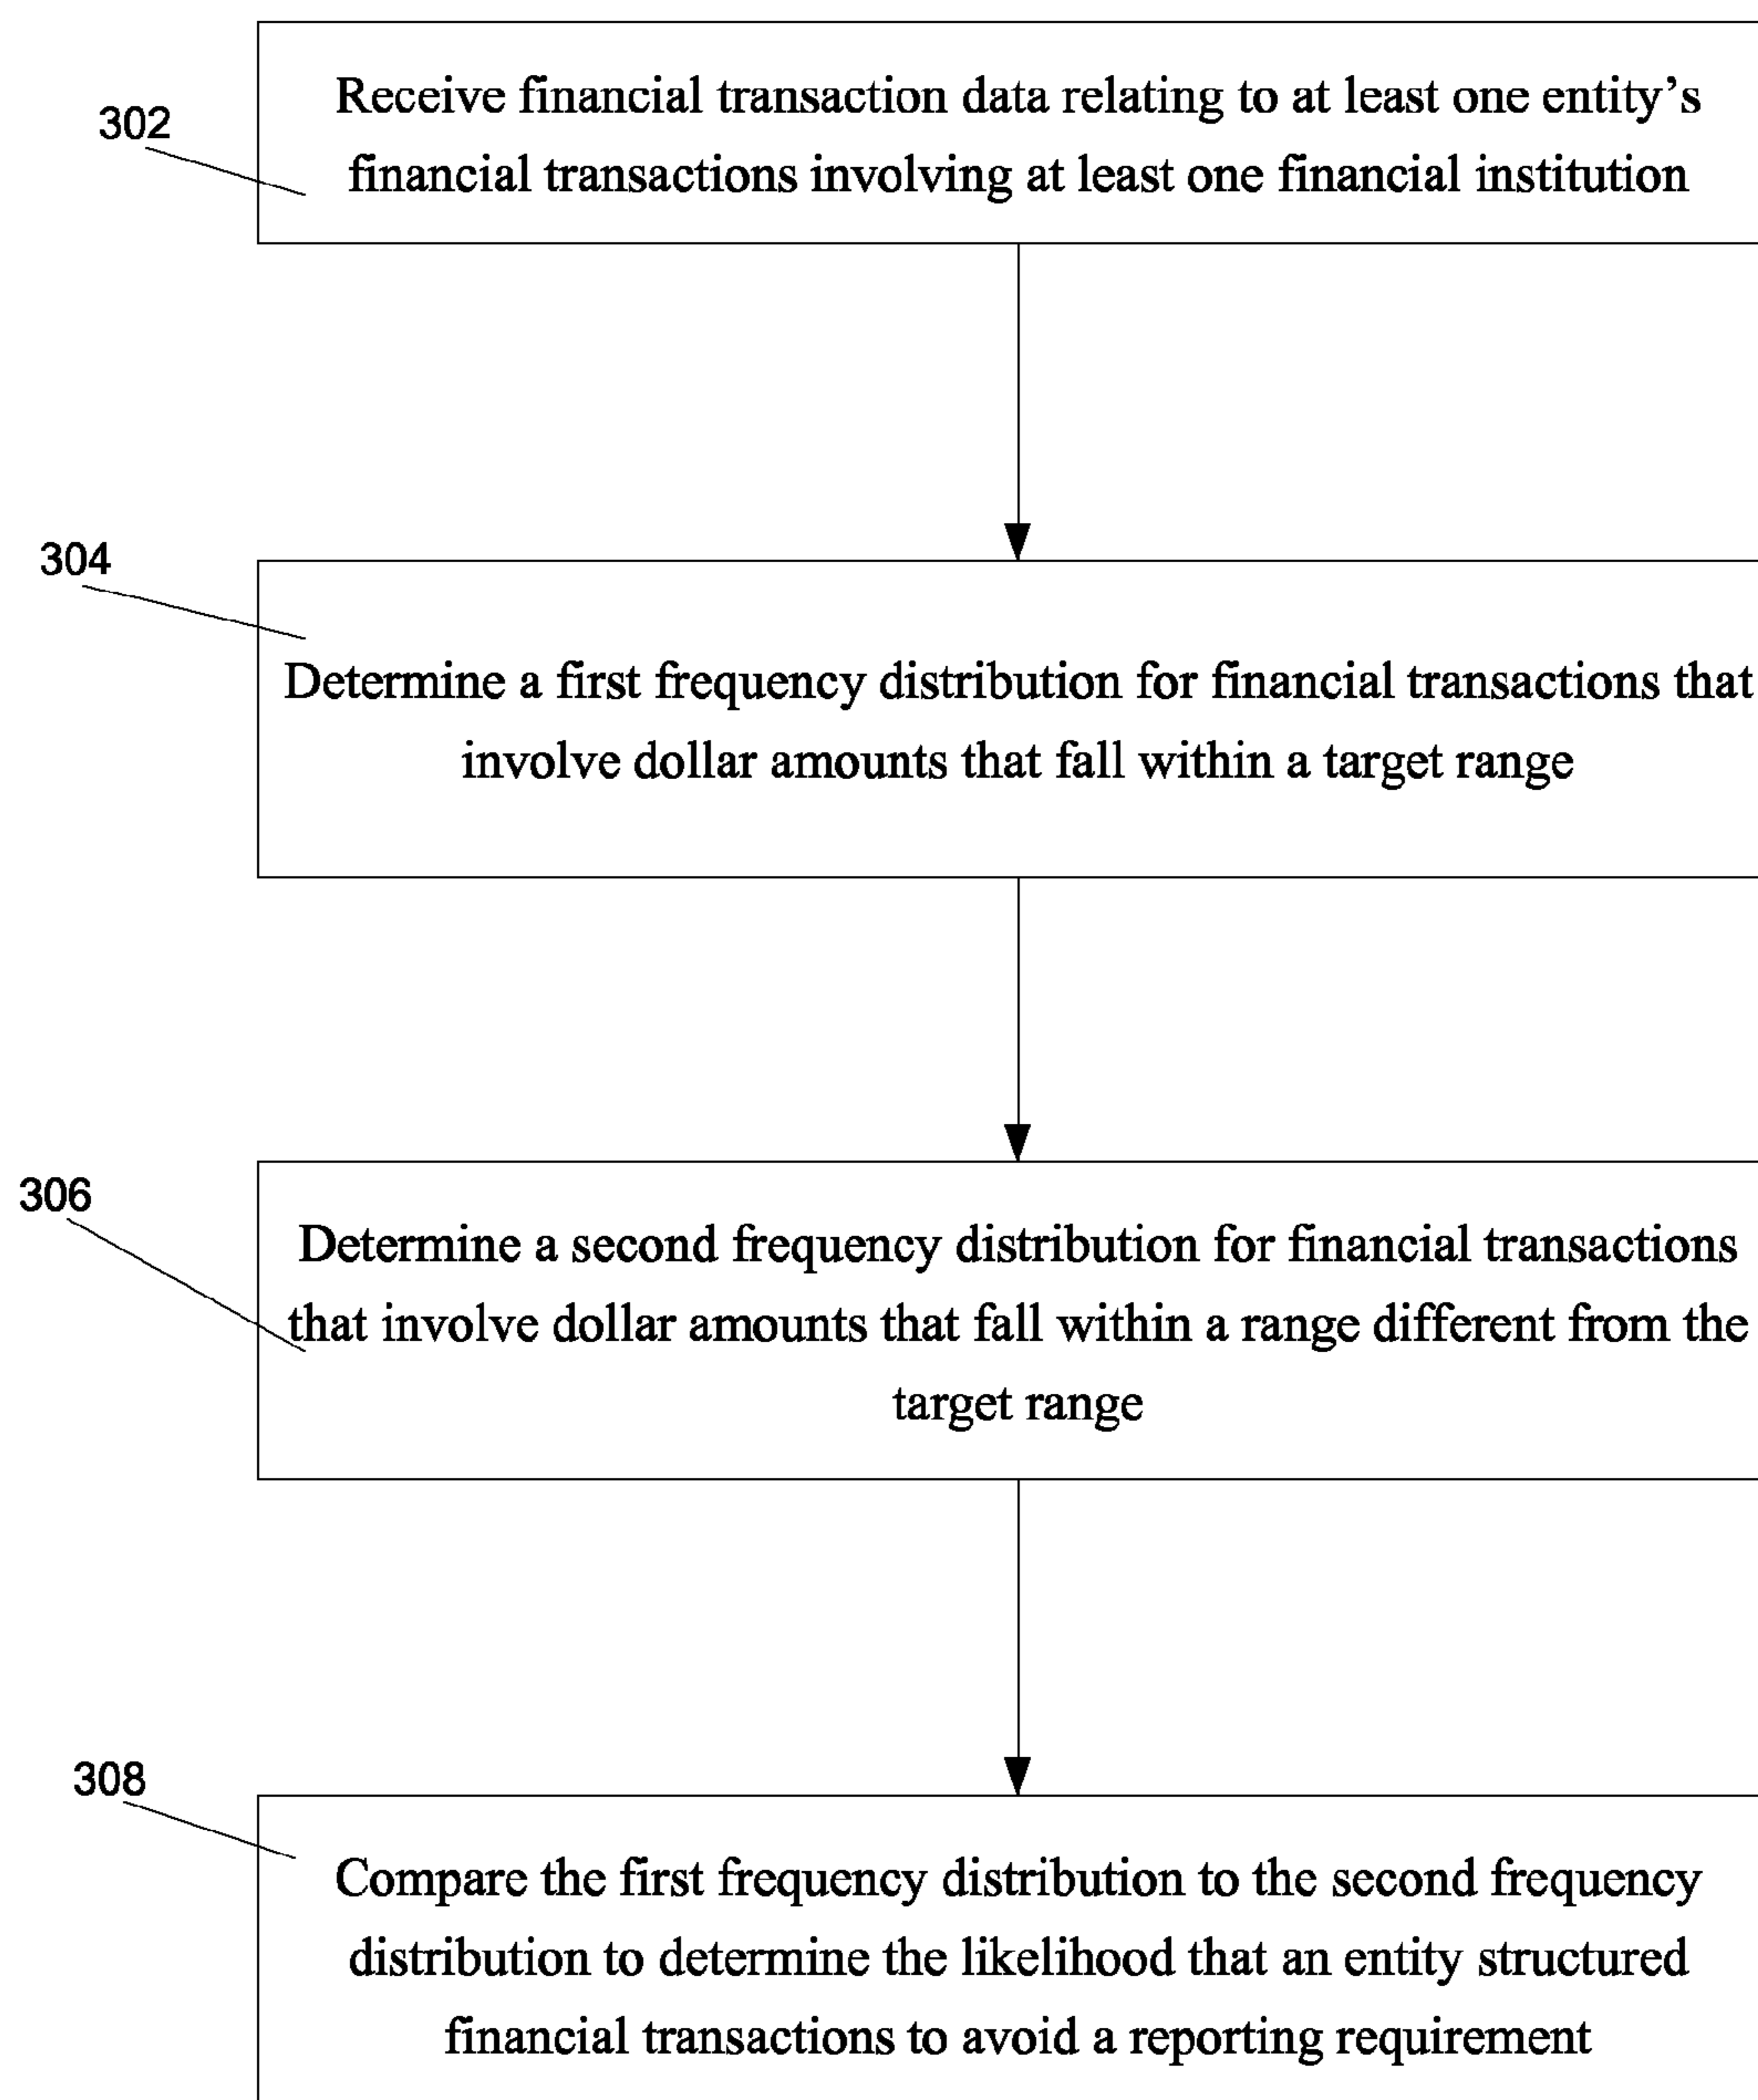 302
Receive financial transaction data relating to at least one entity’s
financial transactions involving at least one financial institution
304
Determine a first frequency distribution for financial transactions that
involve dollar amounts that fall within a target range
306
Determine a second frequency distribution for financial transactions
that involve dollar amounts that fall within a range different from the
target range
308
Compare the first frequency distribution to the second frequency
distribution to determine the likelihood that an entity structured
financial transactions to avoid a reporting requirement